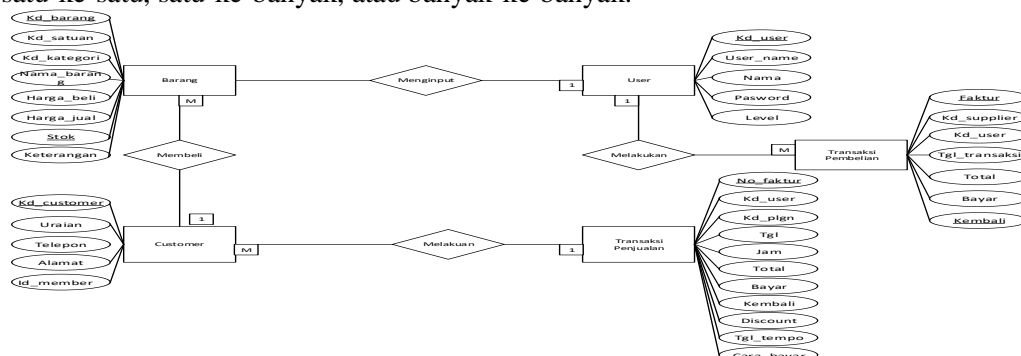 satu-ke-satu, satu-ke-banyak, atau banyak-ke-banyak.
Kd_barang
Kd_satuan
Kd_kategori
Nama_baran
g
Harga_beli
Harga_jual
Stok
Keterangan
Barang
M
Menginput
1
User
1
Kd_user
User_name
Nama
Pasword
Level
Membeli
Melakukan
M
Transaksi
Pembelian
Faktur
Kd_supplier
Kd_user
Tgl_transaksi
Total
Bayar
Kembali
Kd_customer
Uraian
Telepon
Alamat
Id_member
1
Customer
M
Melakuan
1
Transaksi
Penjualan
No_faktur
Kd_user
Kd_plgn
Tgl
Jam
Total
Bayar
Kembali
Discount
Tgl_tempo
Cara_bayar